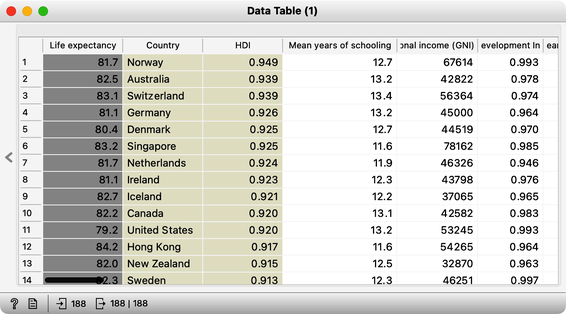 Data Table (1)
Life expectancy Country HDI Mean years of schooling onal income (GNI) evelopment In ear
1 81.7 Norway 0.949 12.7 67614 0.993
2 82.5 Australia 0.939 13.2 42822 0.978
3 83.1 Switzerland 0.939 13.4 56364 0.974
4 81.1 Germany 0.926 13.2 45000 0.964
5 80.4 Denmark 0.925 12.7 44519 0.970
6 83.2 Singapore 0.925 11.6 78162 0.985
7 81.7 Netherlands 0.924 11.9 46326 0.946
8 81.1 Ireland 0.923 12.3 43798 0.976
9 82.7 Iceland 0.921 12.2 37065 0.965
10 82.2 Canada 0.920 13.1 42582 0.983
11 79.2 United States 0.920 13.2 53245 0.993
12 84.2 Hong Kong 0.917 11.6 54265 0.964
13 82.0 New Zealand 0.915 12.5 32870 0.963
14 2.3 Sweden 0.913 12.3 46251 0.997
? 188 188 | 188